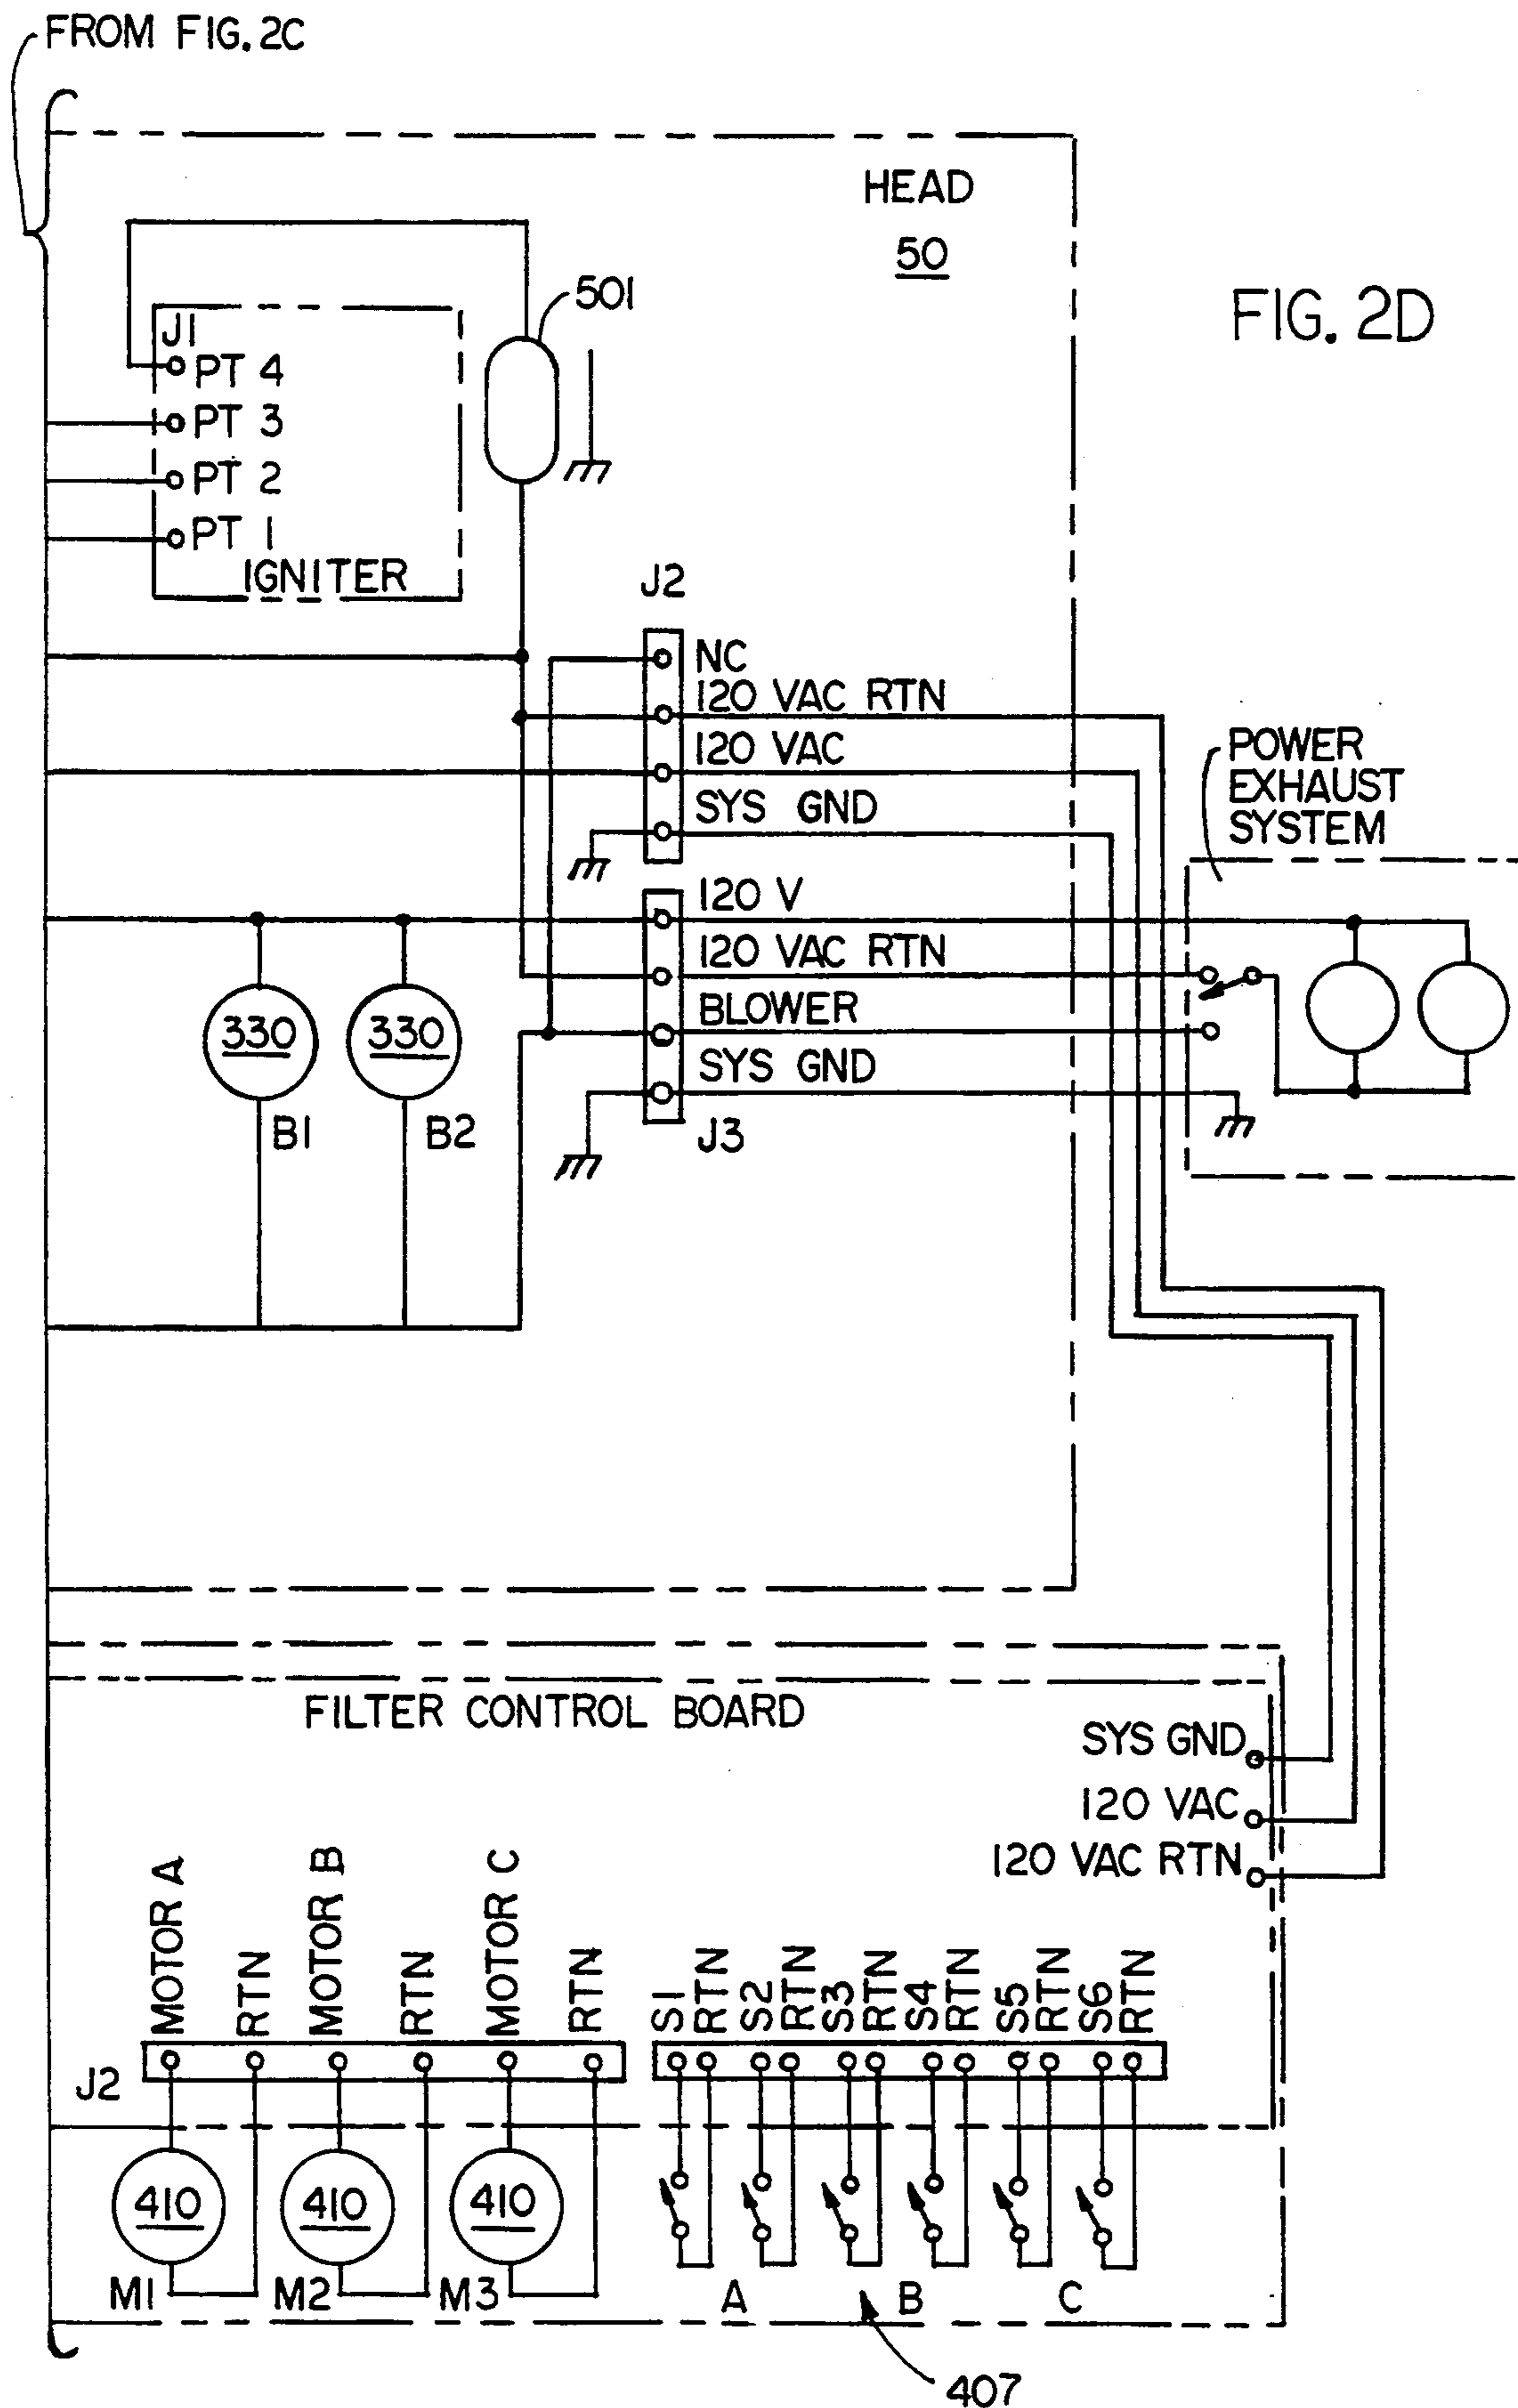 FROM FIG. 2C
HEAD
50
FIG. 2D
501
J1
PT 4
PT 3
PT 2
PT 1
IGNITER
J2
NC
120 VAC RTN
120 VAC
SYS GND
POWER
EXHAUST
SYSTEM
120 V
120 VAC RTN
BLOWER
SYS GND
J3
330
330
B1
B2
FILTER CONTROL BOARD
SYS GND
120 VAC
120 VAC RTN
MOTOR A
RTN
MOTOR B
RTN
MOTOR C
RTN
S1
RTN
S2
RTN
S3
RTN
S4
RTN
S5
RTN
S6
RTN
J2
410
410
410
M1
M2
M3
A
B
C
407